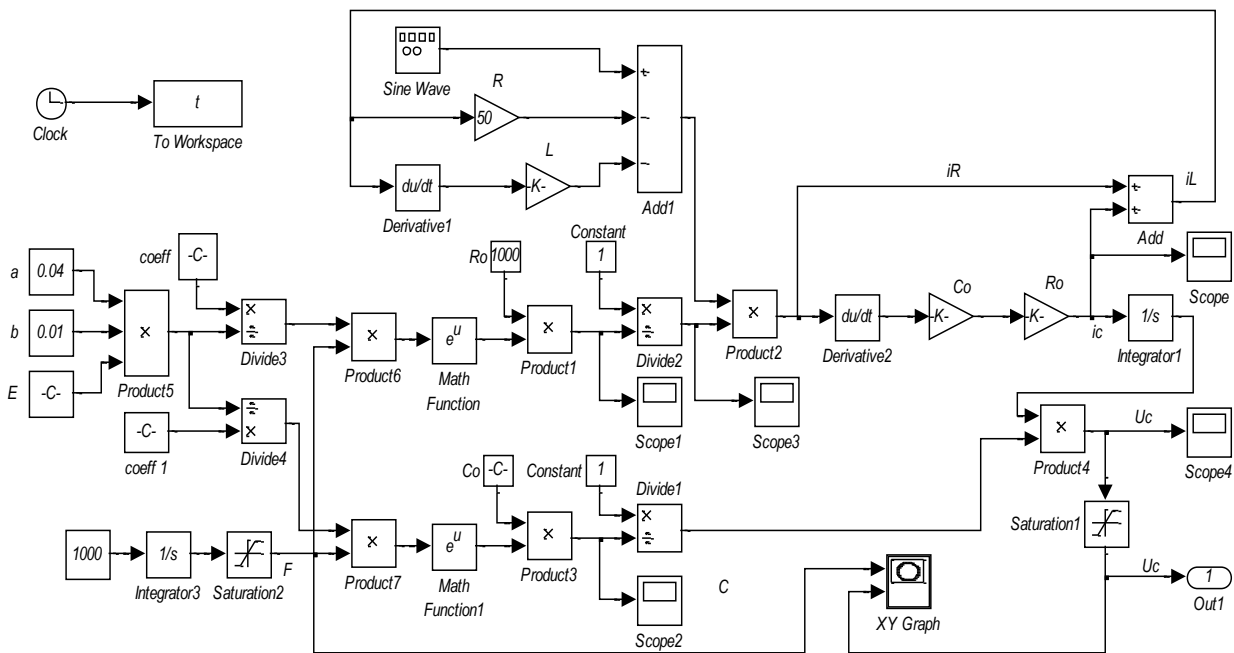 Sine Wave
R
50
L
-K-
du/dt
Derivative1
Add1
t
Clock
To Workspace
iR
iL
Add
Scope
a
0.04
b
0.01
E
-C-
Product5
×
coeff
-C-
×
÷
Divide3
÷
×
Divide4
-C-
coeff 1
×
Product6
e^u
Math
Function
Ro
1000
×
Product1
Constant
1
×
÷
Divide2
Scope1
Scope3
×
Product2
du/dt
Derivative2
Co
-K-
Ro
-K-
ic
1/s
Integrator1
×
Product4
Uc
Scope4
Saturation1
Uc
1
Out1
1000
1/s
Integrator3
Saturation2
F
×
Product7
e^u
Math
Function1
Co
-C-
×
Product3
Constant
1
Divide1
×
÷
Scope2
C
XY Graph